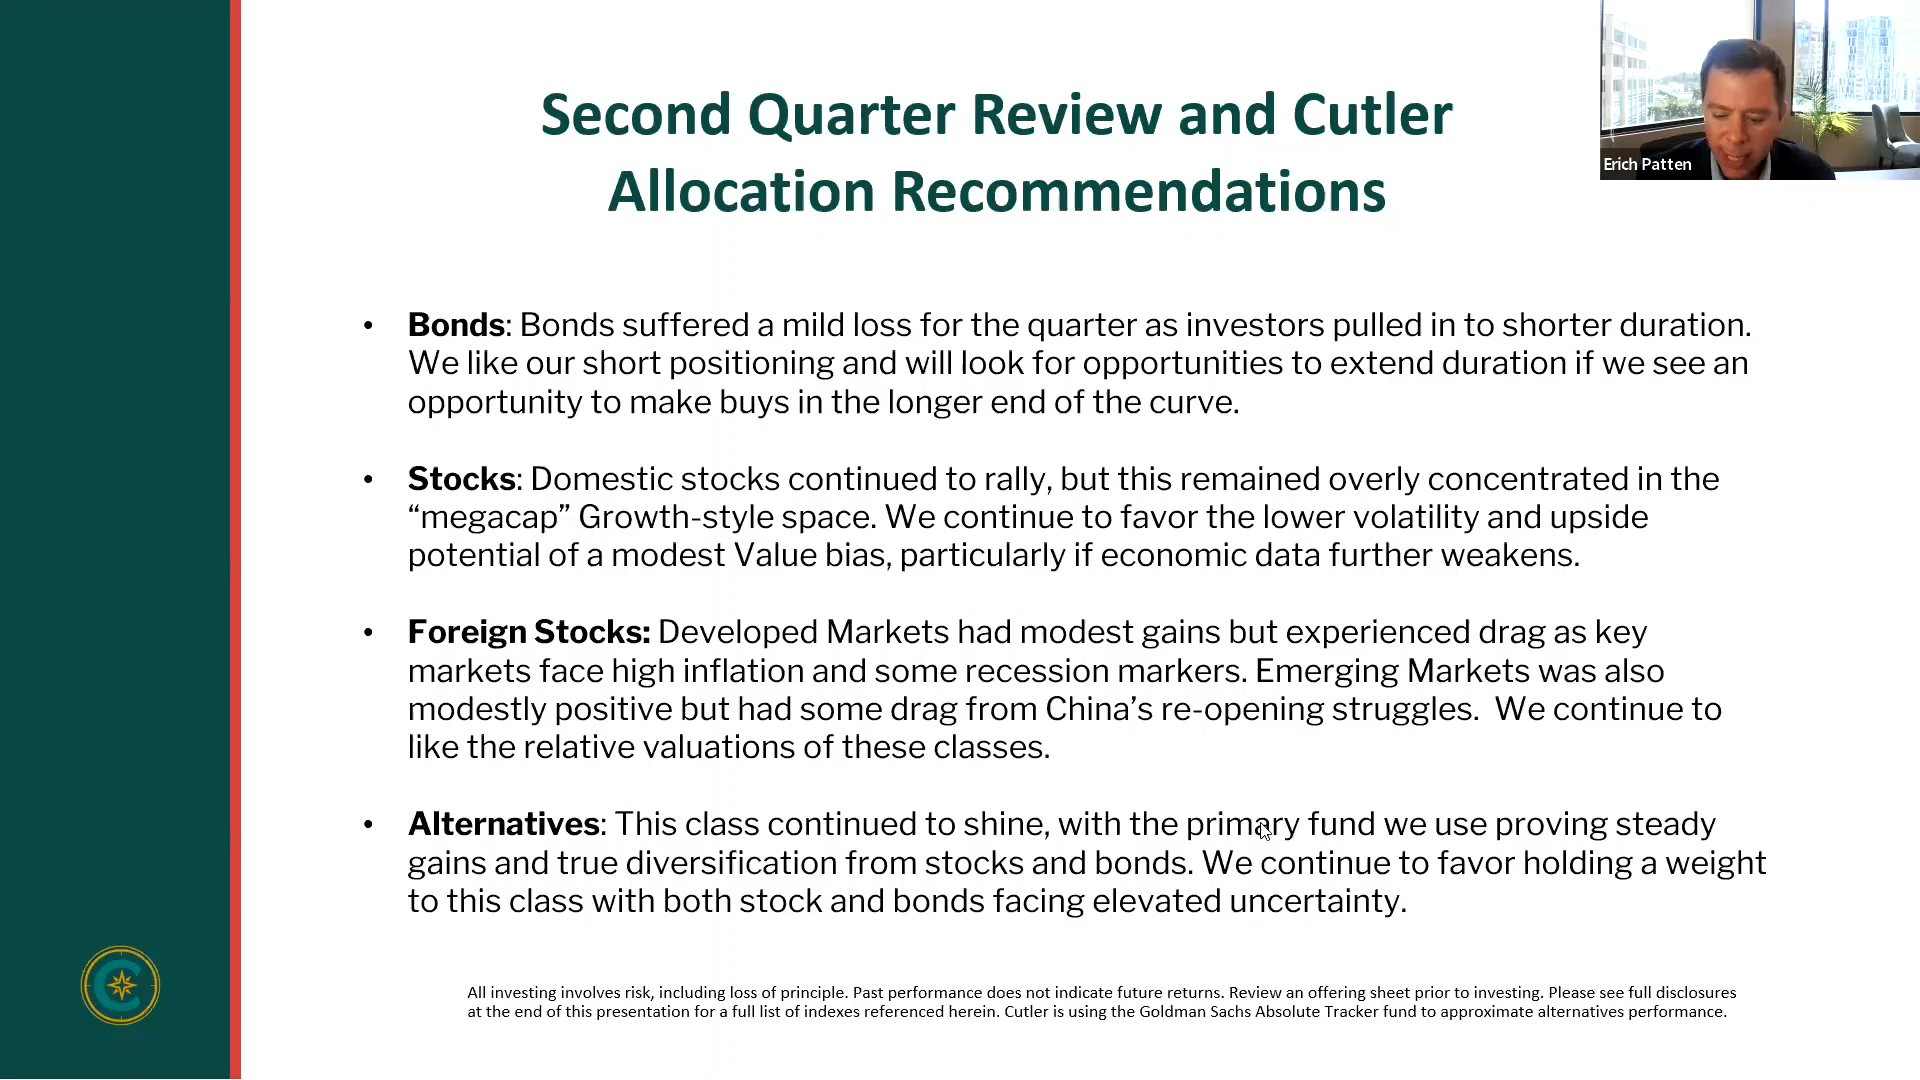 Second Quarter Review and Cutler
Allocation Recommendations
Erich Patten
• Bonds: Bonds suffered a mild loss for the quarter as investors pulled in to shorter duration.
We like our short positioning and will look for opportunities to extend duration if we see an
opportunity to make buys in the longer end of the curve.
• Stocks: Domestic stocks continued to rally, but this remained overly concentrated in the
“megacap” Growth-style space. We continue to favor the lower volatility and upside
potential of a modest Value bias, particularly if economic data further weakens.
• Foreign Stocks: Developed Markets had modest gains but experienced drag as key
markets face high inflation and some recession markers. Emerging Markets was also
modestly positive but had some drag from China’s re-opening struggles.  We continue to
like the relative valuations of these classes.
• Alternatives: This class continued to shine, with the primary fund we use proving steady
gains and true diversification from stocks and bonds. We continue to favor holding a weight
to this class with both stock and bonds facing elevated uncertainty.
All investing involves risk, including loss of principle. Past performance does not indicate future returns. Review an offering sheet prior to investing. Please see full disclosures
at the end of this presentation for a full list of indexes referenced herein. Cutler is using the Goldman Sachs Absolute Tracker fund to approximate alternatives performance.